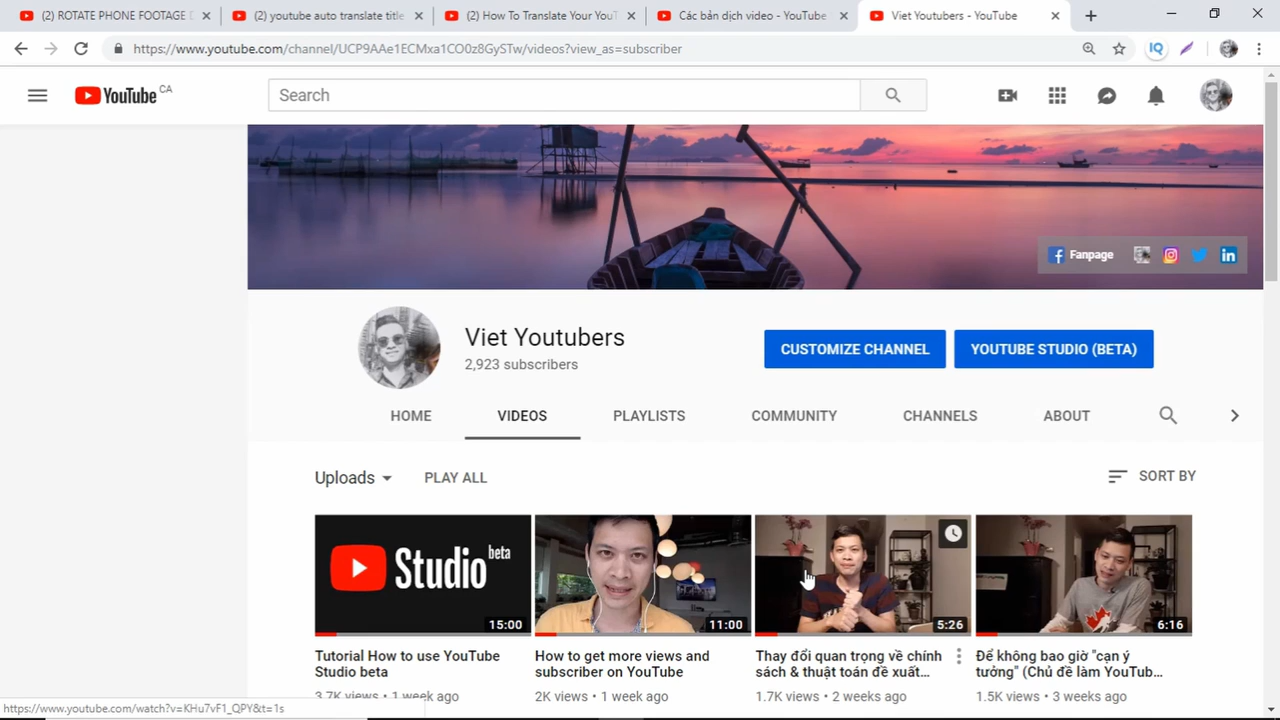 (2) ROTATE PHONE FOOTAGE
(2) youtube auto translate title
(2) How To Translate Your YouT
Các bản dịch video - YouTube
Viet Youtubers - YouTube
https://www.youtube.com/channel/UCP9AAe1ECMxa1CO0z8GySTw/videos?view_as=subscriber
IQ
YouTube CA
Search
Fanpage
Viet Youtubers
2,923 subscribers
CUSTOMIZE CHANNEL
YOUTUBE STUDIO (BETA)
HOME
VIDEOS
PLAYLISTS
COMMUNITY
CHANNELS
ABOUT
Uploads
PLAY ALL
SORT BY
Studio beta
15:00
11:00
5:26
6:16
Tutorial How to use YouTube
Studio beta
3.7K views • 1 week ago
How to get more views and
subscriber on YouTube
2K views • 1 week ago
Thay đổi quan trọng về chính
sách & thuật toán đề xuất...
1.7K views • 2 weeks ago
Để không bao giờ "cạn ý
tưởng" (Chủ đề làm YouTub...
1.5K views • 3 weeks ago
https://www.youtube.com/watch?v=KHu7vF1_QPY&t=1s